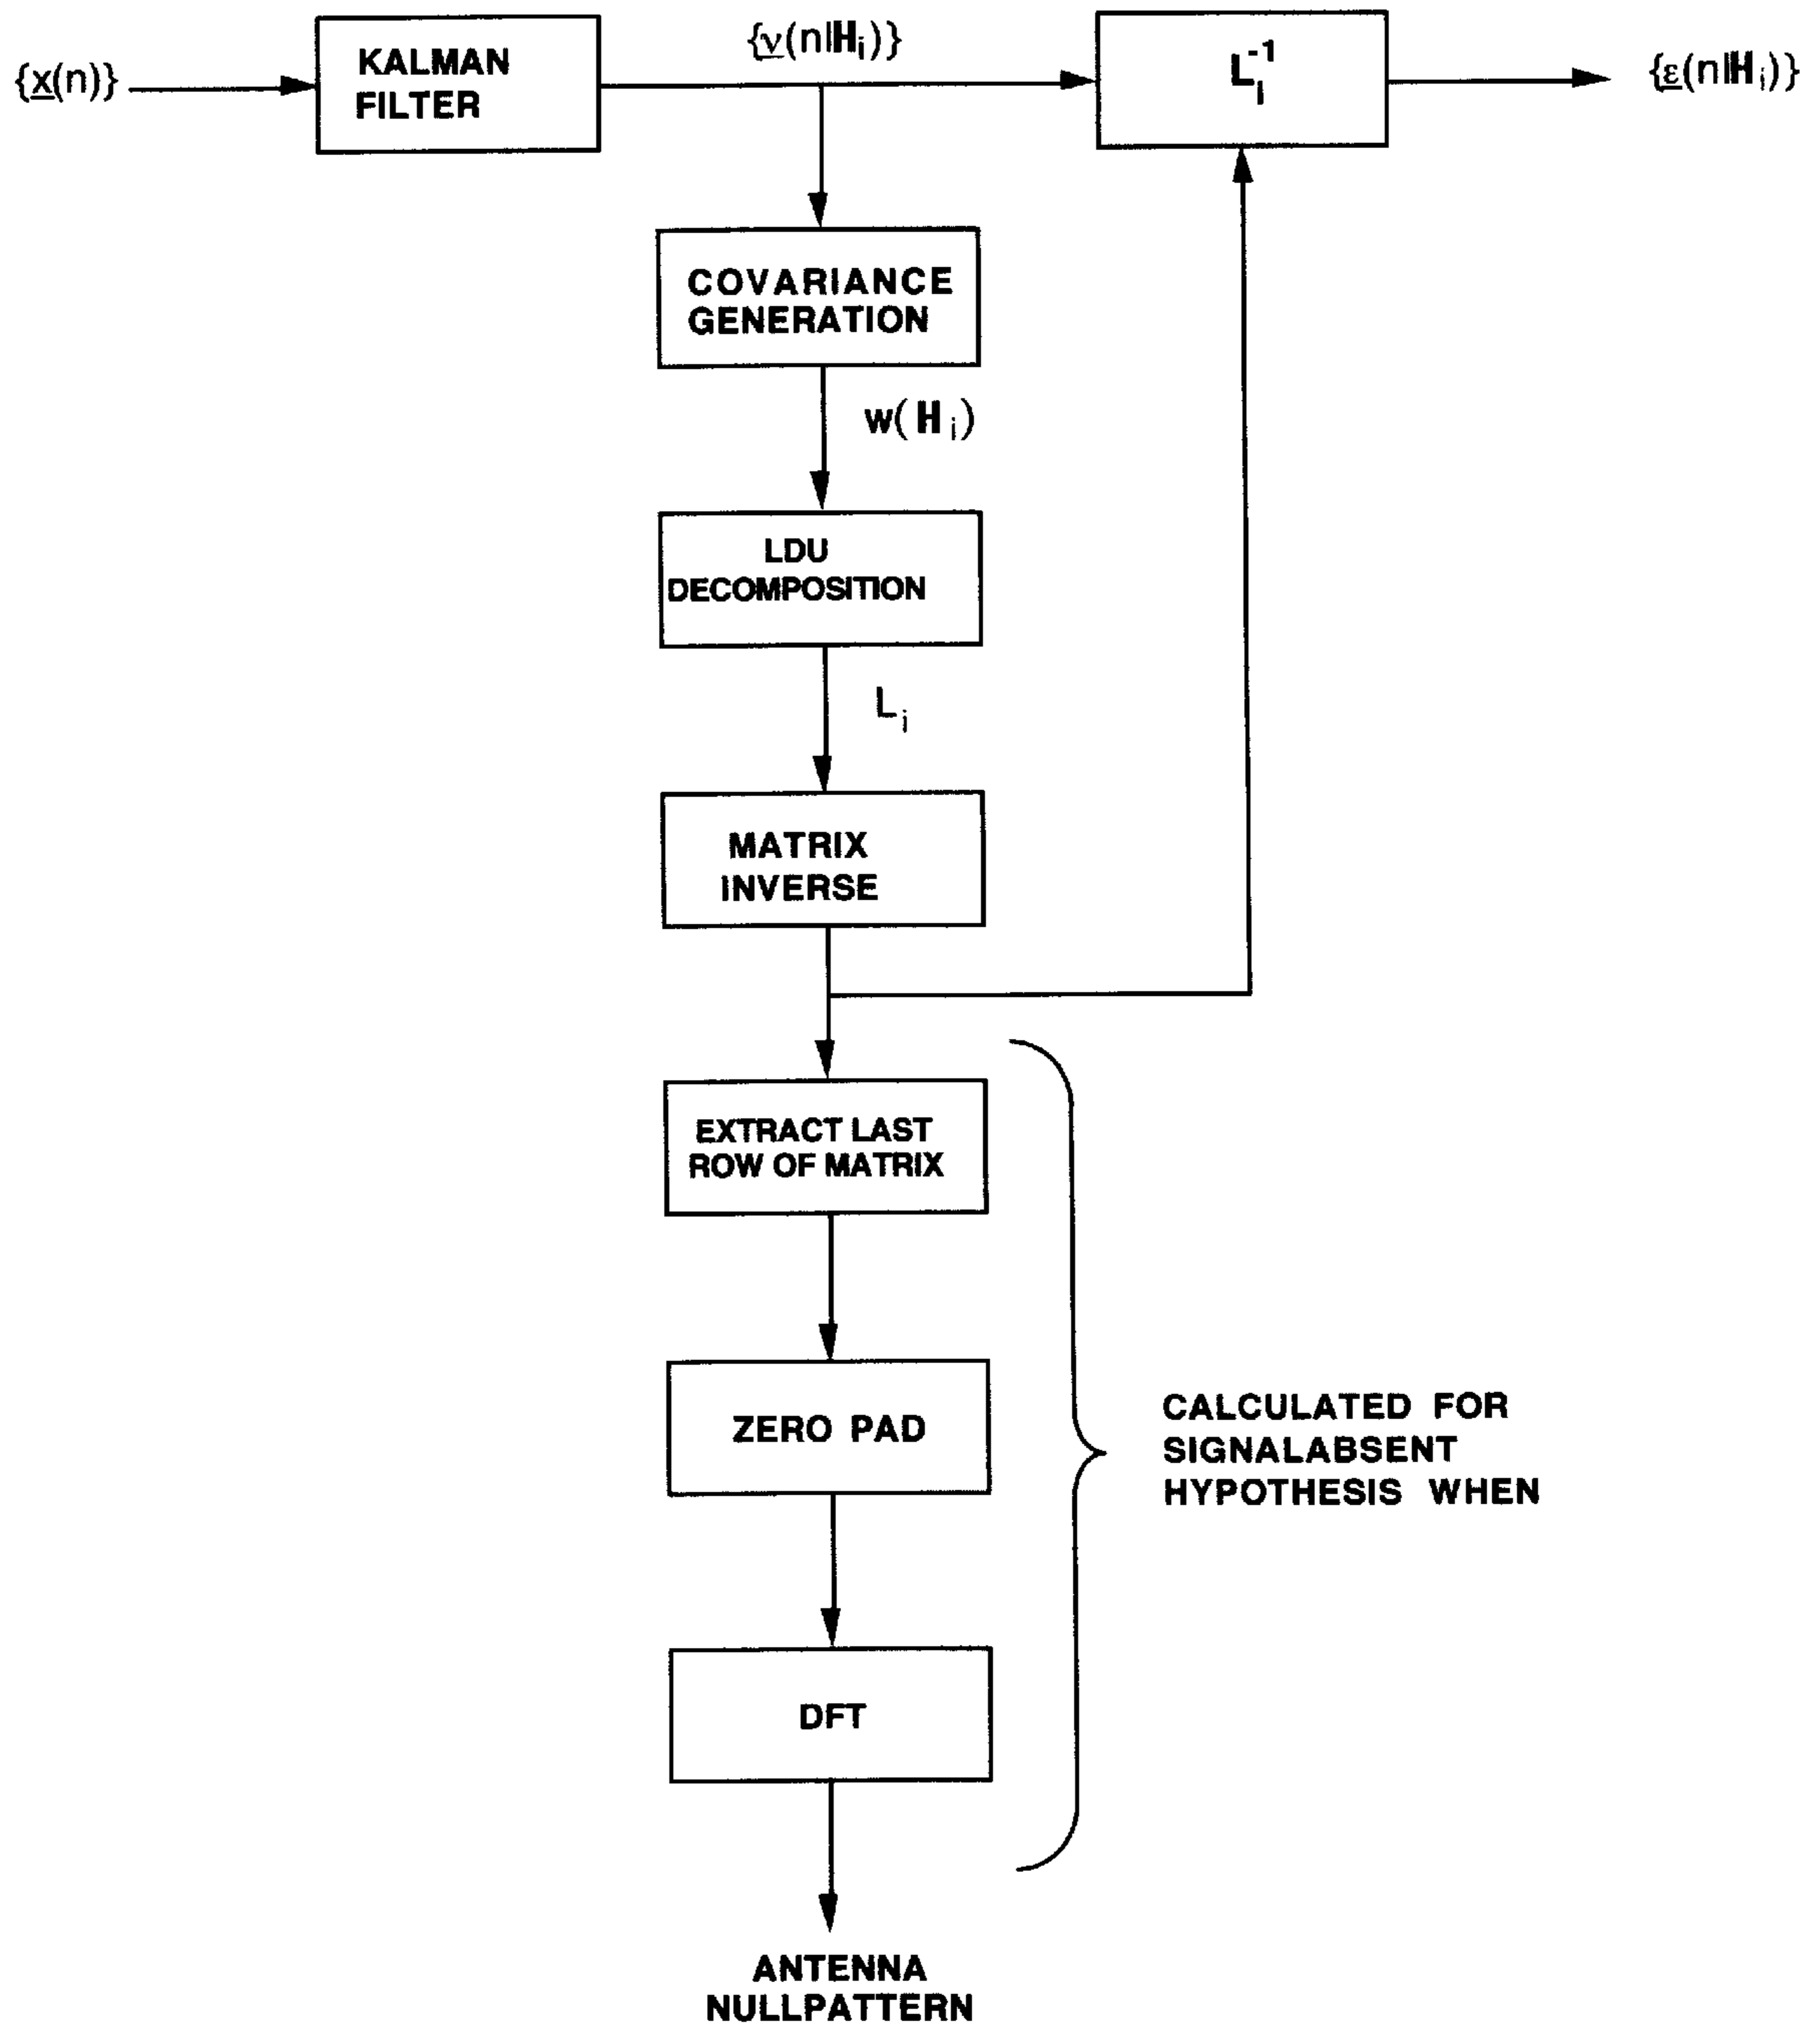 {x(n)}
KALMAN
FILTER
{ν(n|Hᵢ)}
Lᵢ⁻¹
{ε(n|Hᵢ)}
COVARIANCE
GENERATION
w(Hᵢ)
LDU
DECOMPOSITION
Lᵢ
MATRIX
INVERSE
EXTRACT LAST
ROW OF MATRIX
ZERO PAD
CALCULATED FOR
SIGNALABSENT
HYPOTHESIS WHEN
DFT
ANTENNA
NULLPATTERN